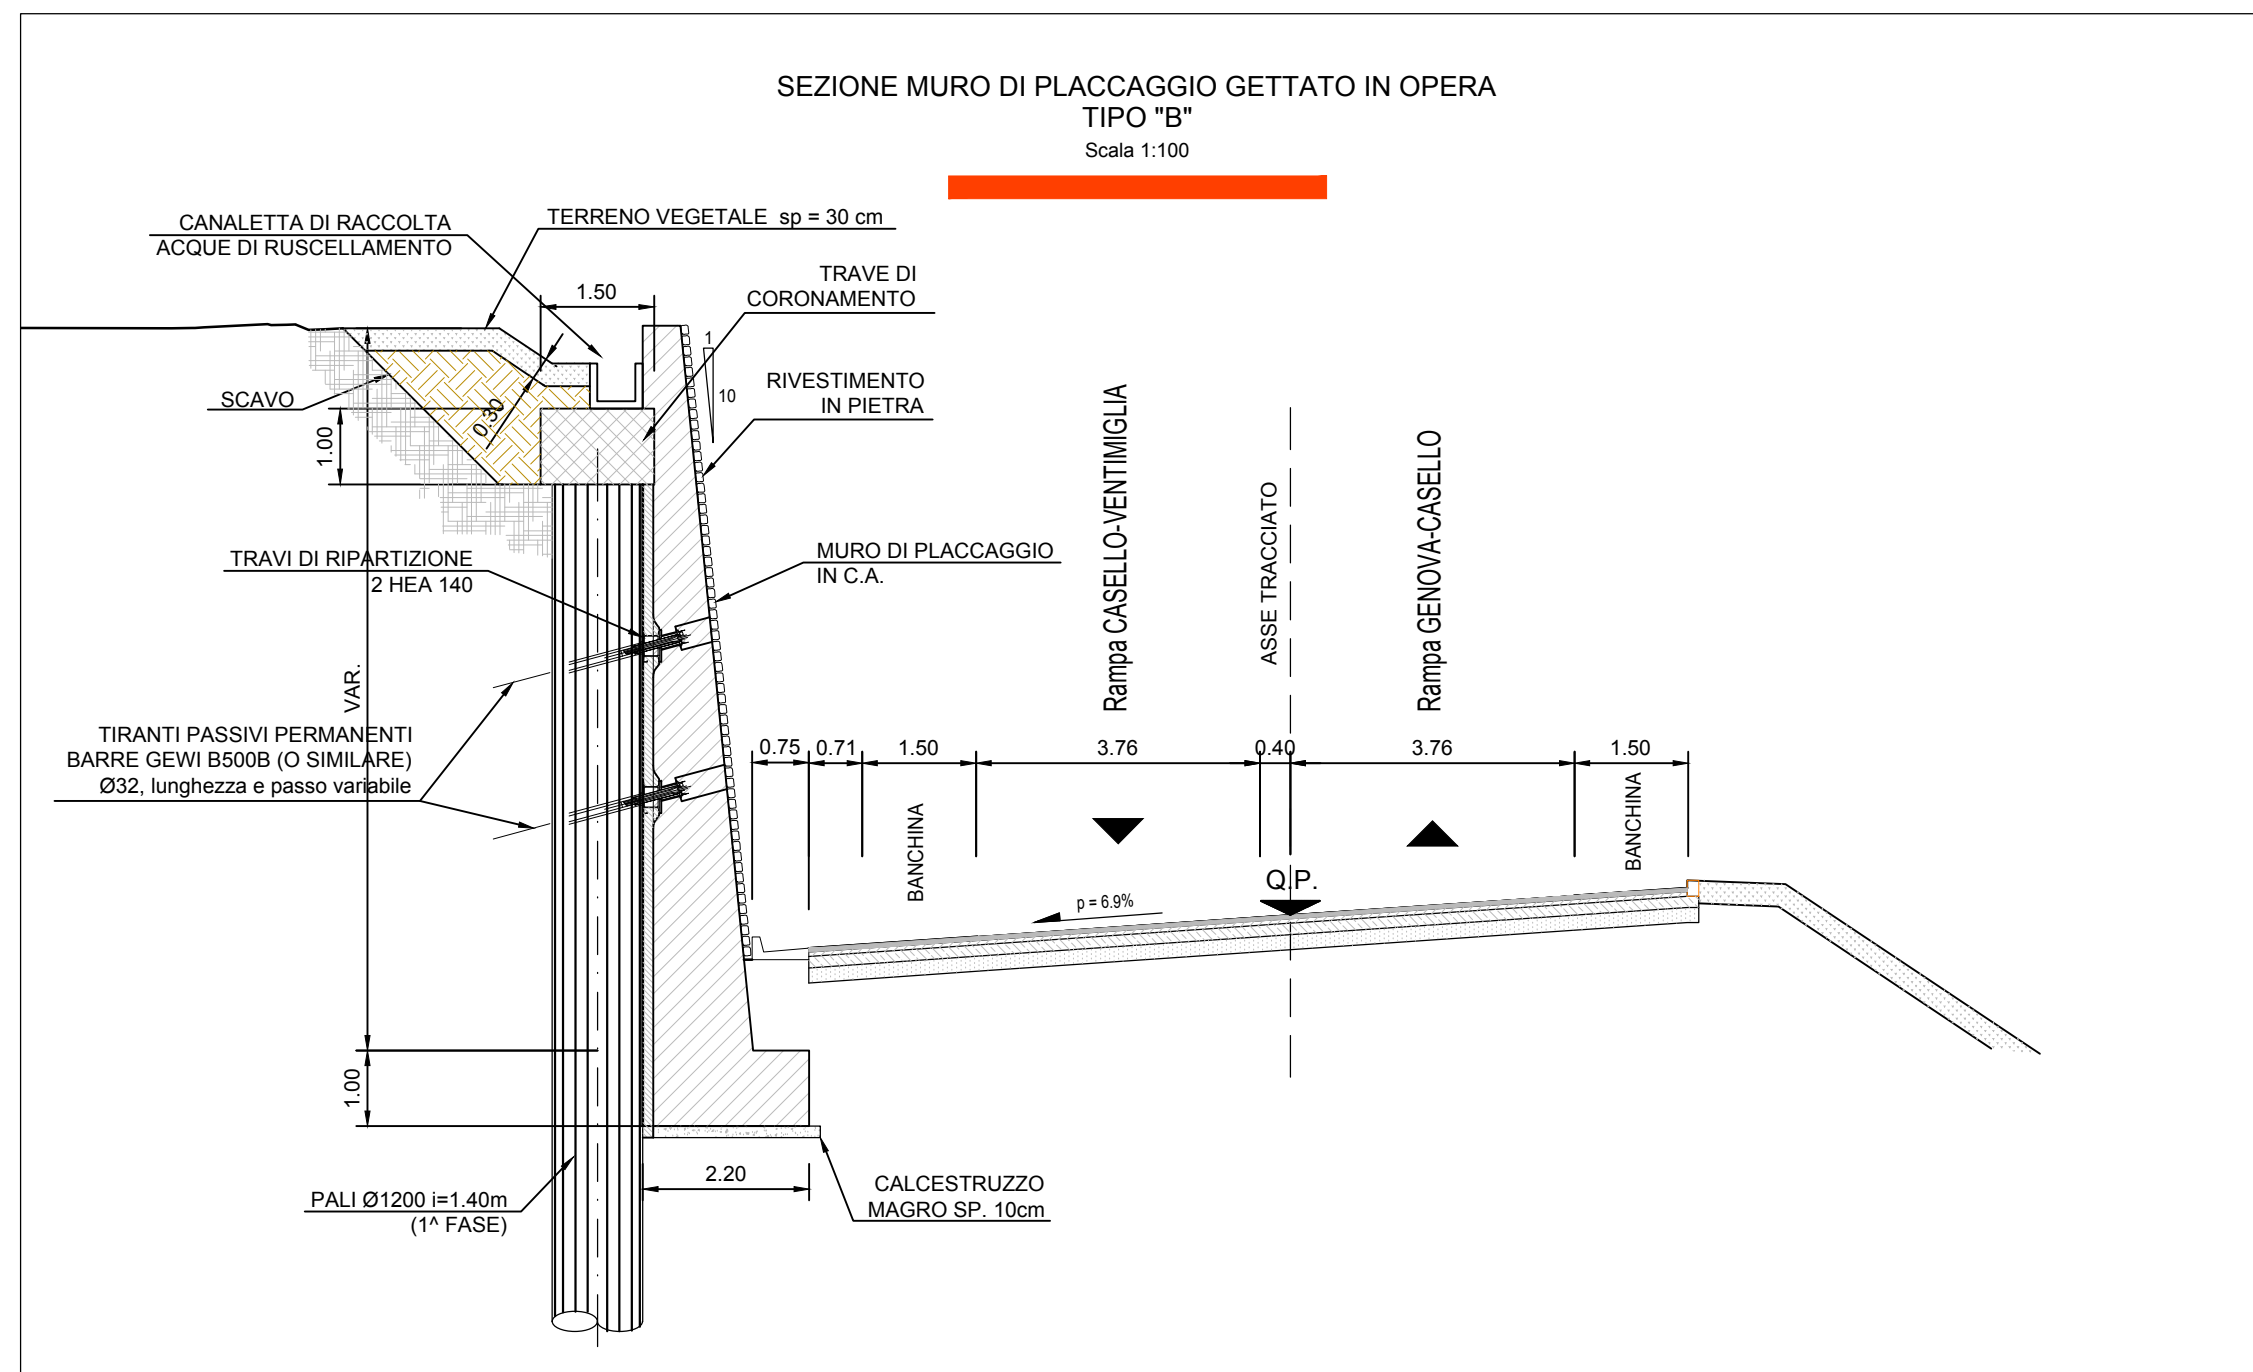 SEZIONE MURO DI PLACCAGGIO GETTATO IN OPERA
TIPO "B"
Scala 1:100
CANALETTA DI RACCOLTA
ACQUE DI RUSCELLAMENTO
TERRENO VEGETALE sp = 30 cm
TRAVE DI
CORONAMENTO
1.50
1
10
RIVESTIMENTO
IN PIETRA
SCAVO
0.30
1.00
TRAVI DI RIPARTIZIONE
2 HEA 140
MURO DI PLACCAGGIO
IN C.A.
Rampa CASELLO-VENTIMIGLIA
ASSE TRACCIATO
Rampa GENOVA-CASELLO
VAR.
TIRANTI PASSIVI PERMANENTI
BARRE GEWI B500B (O SIMILARE)
Ø32, lunghezza e passo variabile
0.75
0.71
1.50
3.76
0.40
3.76
1.50
BANCHINA
BANCHINA
Q.P.
p = 6.9%
1.00
2.20
PALI Ø1200 i=1.40m
(1^ FASE)
CALCESTRUZZO
MAGRO SP. 10cm